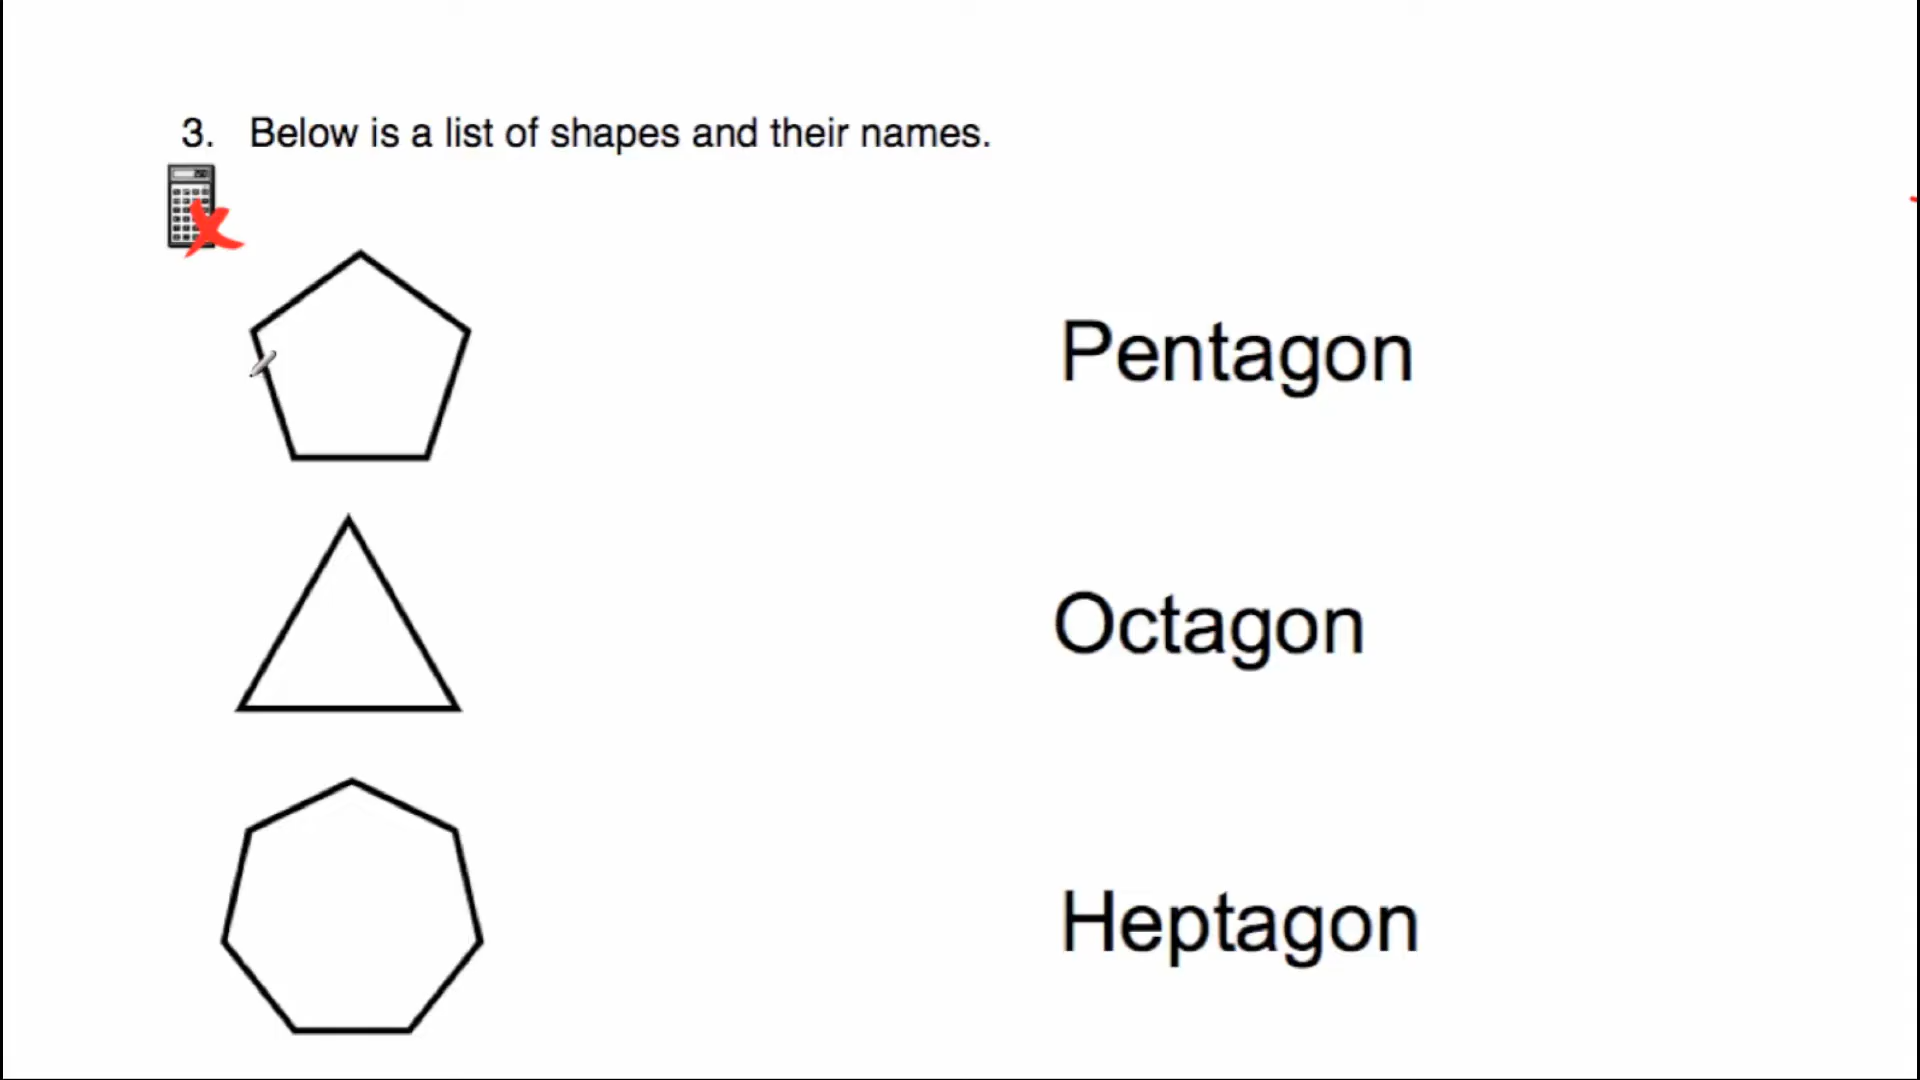 3. Below is a list of shapes and their names.
Pentagon
Octagon
Heptagon